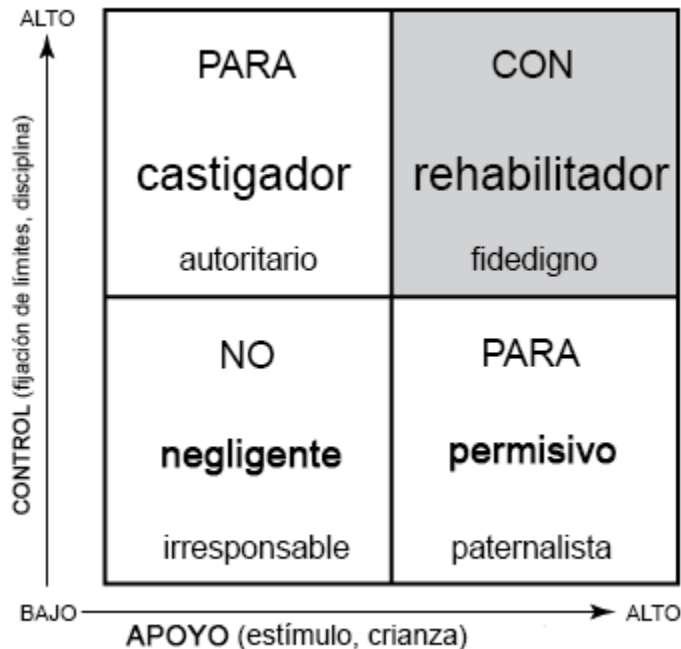 ALTO
CONTROL (fijación de límites, disciplina)
PARA
castigador
autoritario
CON
rehabilitador
fidedigno
NO
negligente
irresponsable
PARA
permisivo
paternalista
BAJO
ALTO
APOYO (estímulo, crianza)